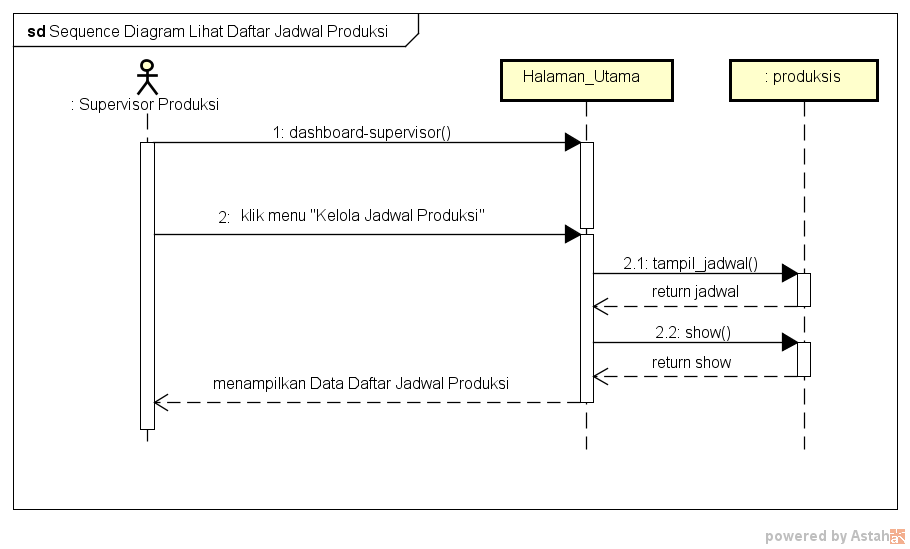 sd Sequence Diagram Lihat Daftar Jadwal Produksi
: Supervisor Produksi
Halaman_Utama
: produksis
1: dashboard-supervisor()
2: klik menu "Kelola Jadwal Produksi"
2.1: tampil_jadwal()
return jadwal
2.2: show()
return show
menampilkan Data Daftar Jadwal Produksi
powered by Astah